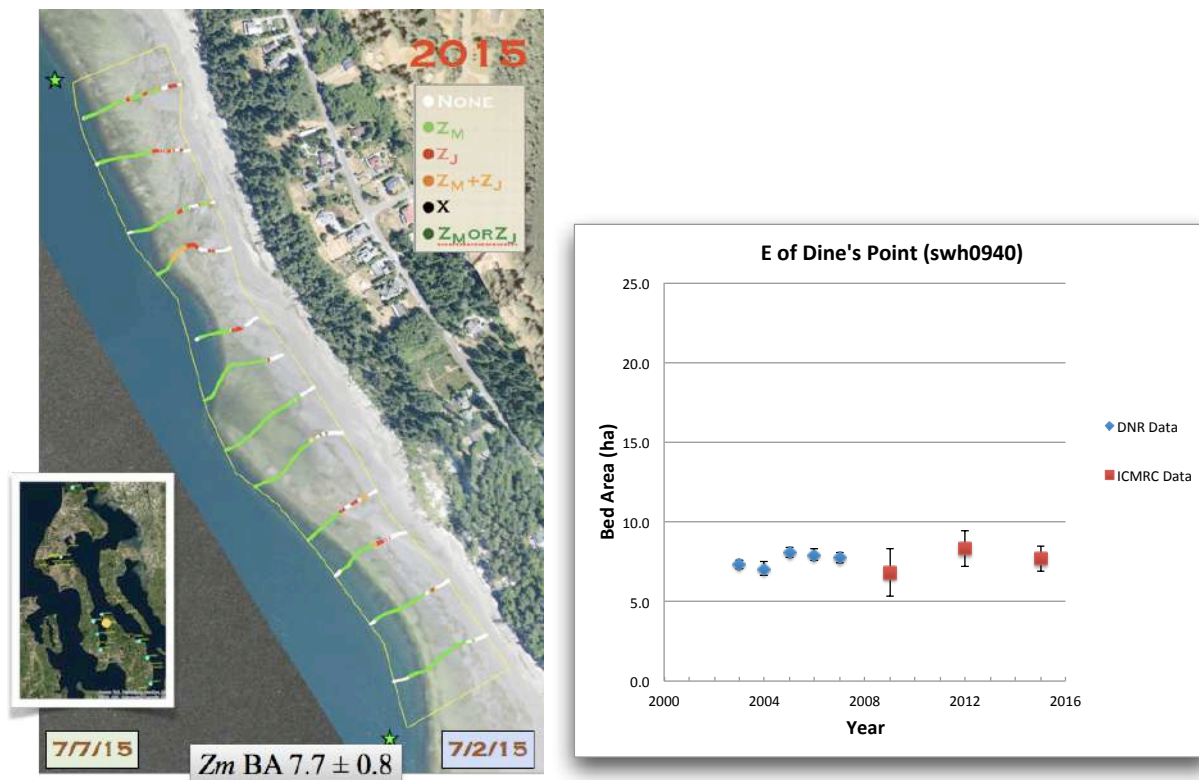 2015
NONE
ZM
ZJ
ZM+ZJ
X
ZMORZJ
7/7/15
Zm BA 7.7 ± 0.8
7/2/15
E of Dine's Point (swh0940)
Bed Area (ha)
25.0
20.0
15.0
10.0
5.0
0.0
2000 2004 2008 2012 2016
Year
DNR Data
ICMRC Data